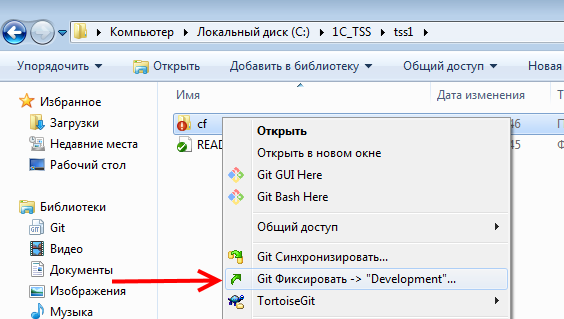 Компьютер ▸ Локальный диск (C:) ▸ 1C_TSS ▸ tss1 ▸
Упорядочить Открыть Добавить в библиотеку Общий доступ Новая
Избранное
Загрузки
Недавние места
Рабочий стол
Библиотеки
Git
Видео
Документы
Изображения
Музыка
Имя Дата изменения
cf 46
READ 45
Открыть
Открыть в новом окне
Git GUI Here
Git Bash Here
Общий доступ
Git Синхронизировать...
Git Фиксировать -> "Development"...
TortoiseGit